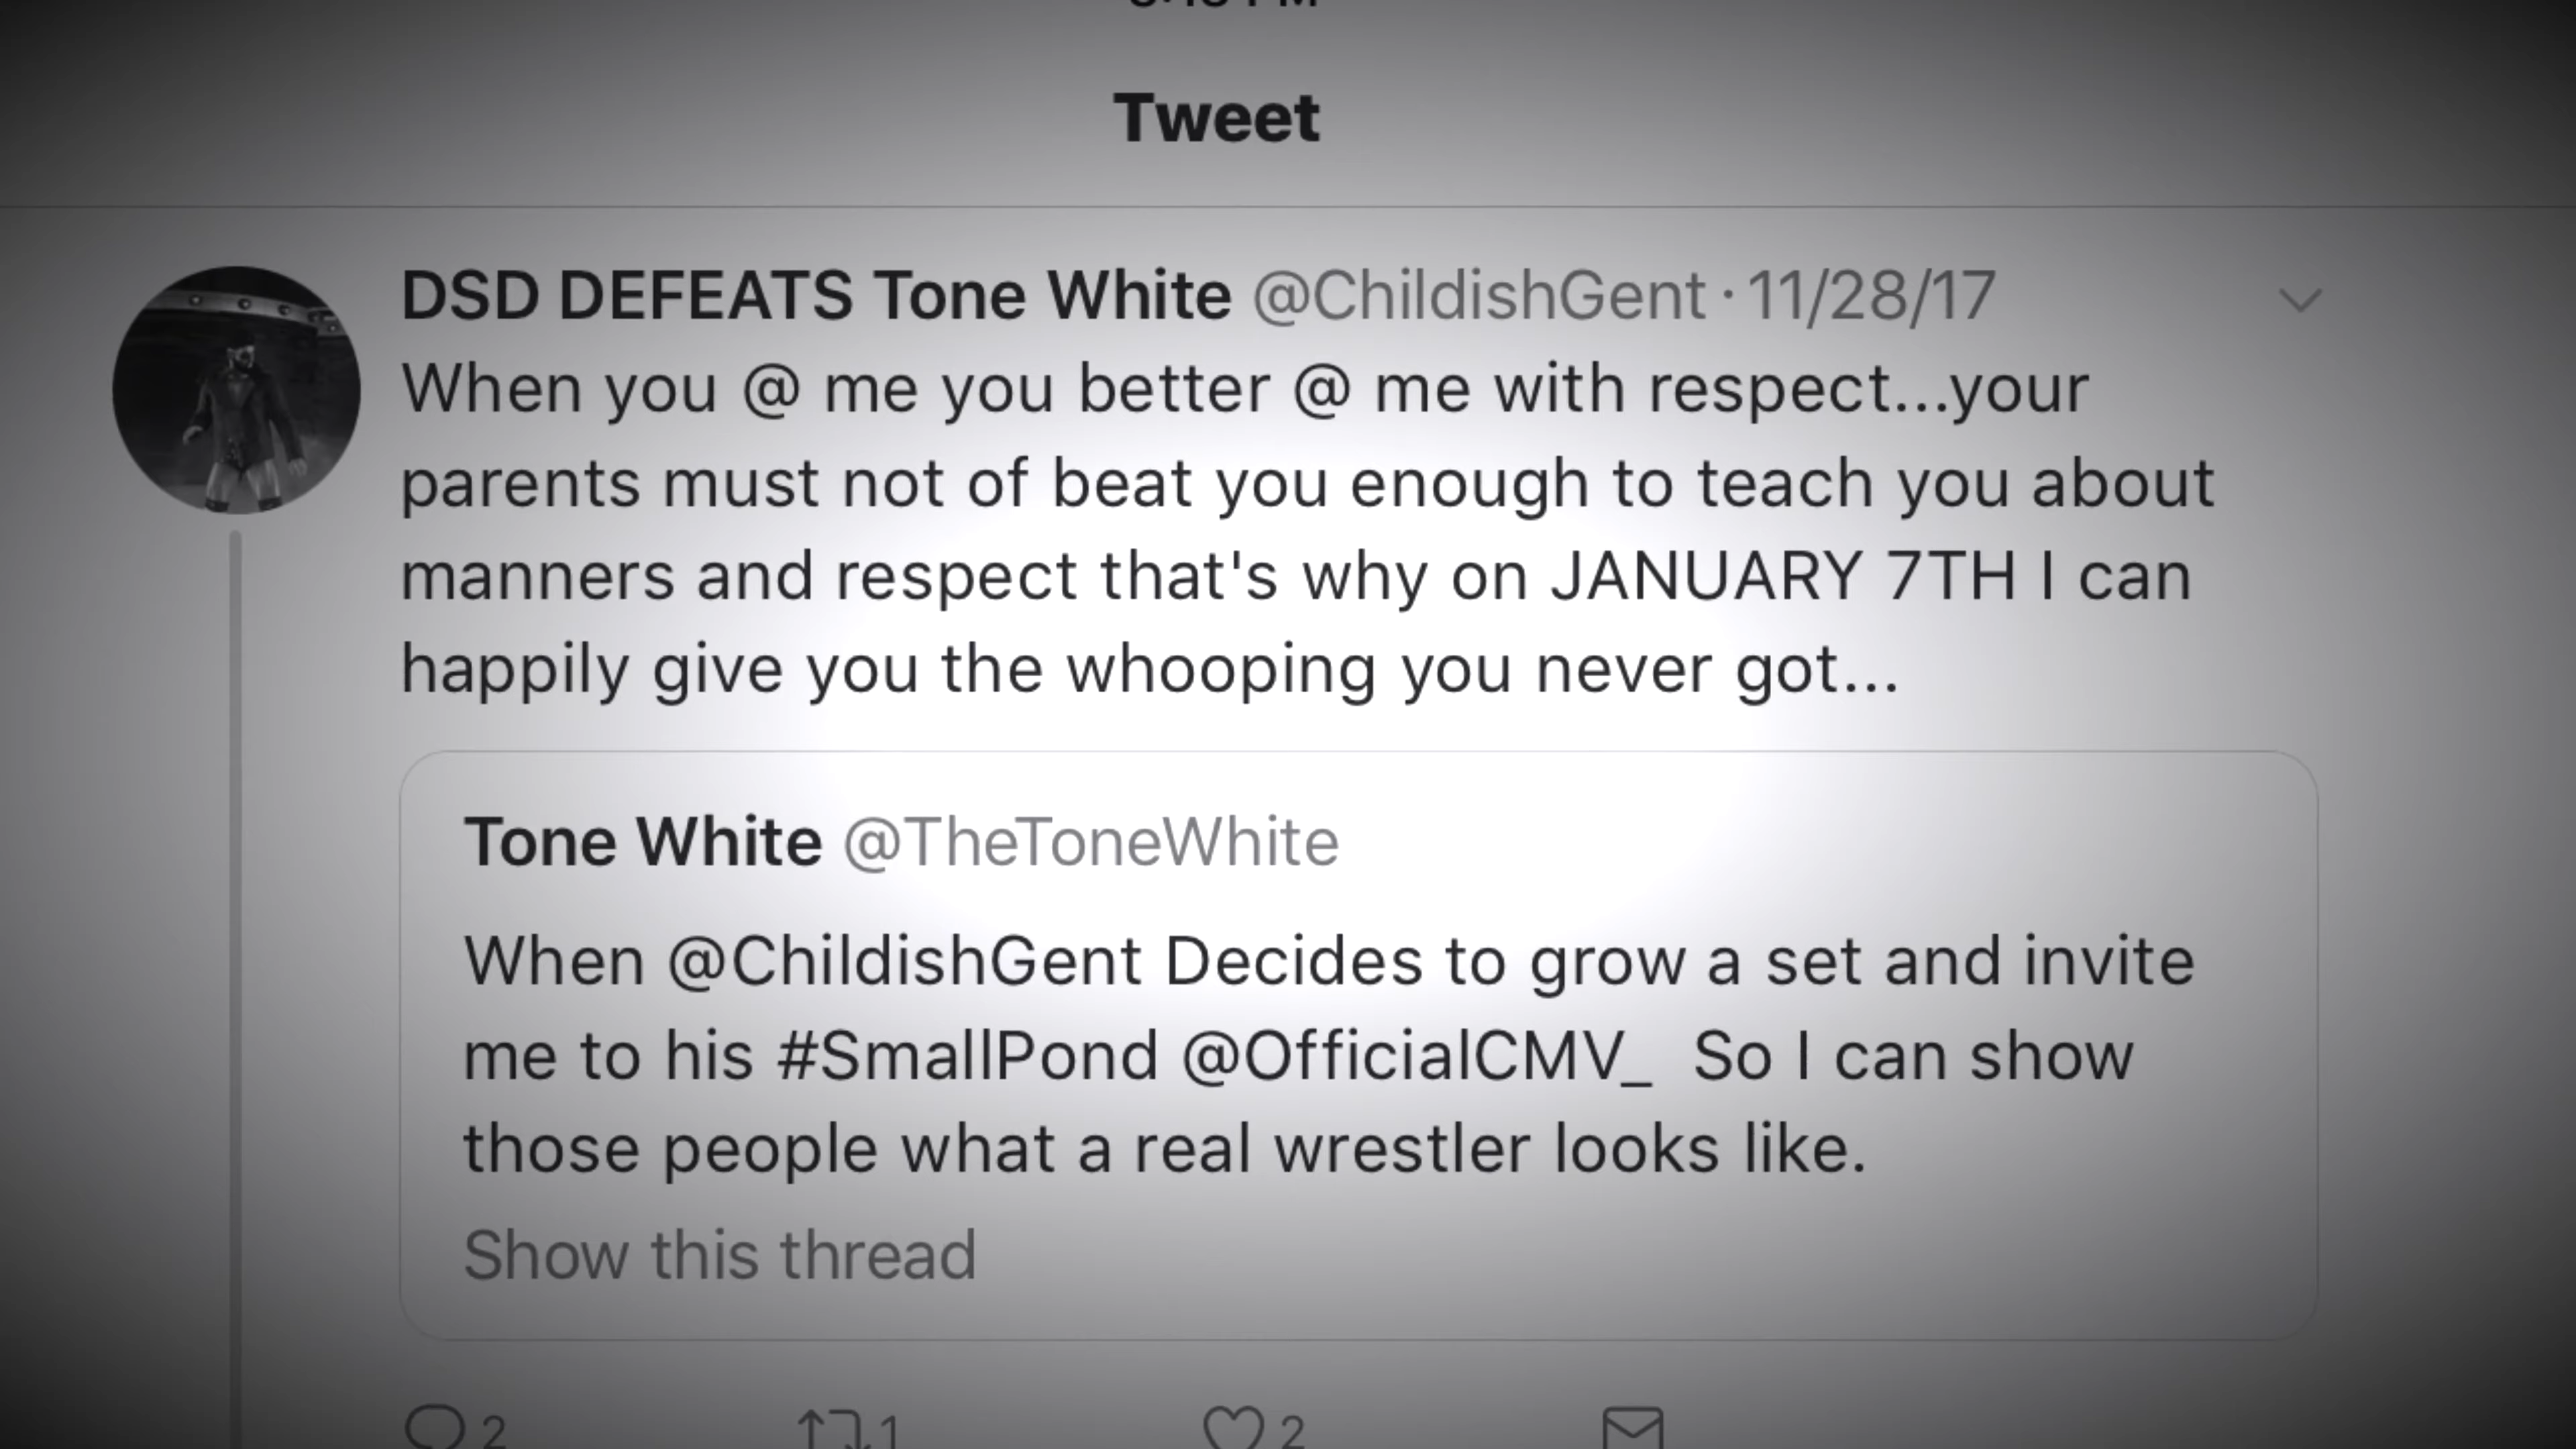 Tweet
DSD DEFEATS Tone White @ChildishGent · 11/28/17
When you @ me you better @ me with respect...your
parents must not of beat you enough to teach you about
manners and respect that's why on JANUARY 7TH I can
happily give you the whooping you never got...
Tone White @TheToneWhite
When @ChildishGent Decides to grow a set and invite
me to his #SmallPond @OfficialCMV_  So I can show
those people what a real wrestler looks like.
Show this thread
2 1 2